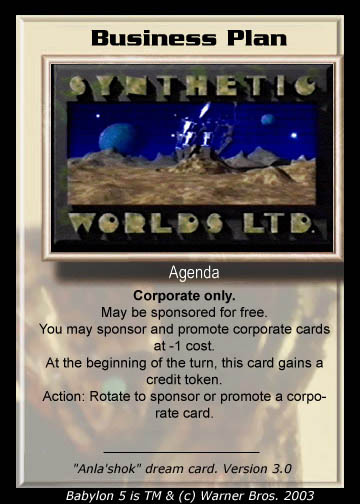 Business Plan
SYNTHETIC
WORLDS LTD.
Agenda
Corporate only.
May be sponsored for free.
You may sponsor and promote corporate cards
at -1 cost.
At the beginning of the turn, this card gains a
credit token.
Action: Rotate to sponsor or promote a corpo-
rate card.
"Anla'shok" dream card. Version 3.0
Babylon 5 is TM & (c) Warner Bros. 2003